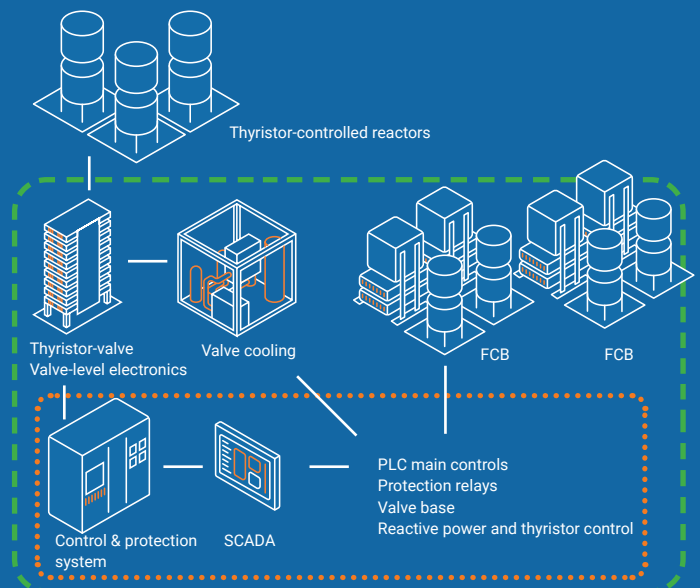 Thyristor-controlled reactors
Thyristor-valve
Valve-level electronics
Valve cooling
FCB
FCB
PLC main controls
Protection relays
Valve base
Reactive power and thyristor control
Control & protection
system
SCADA